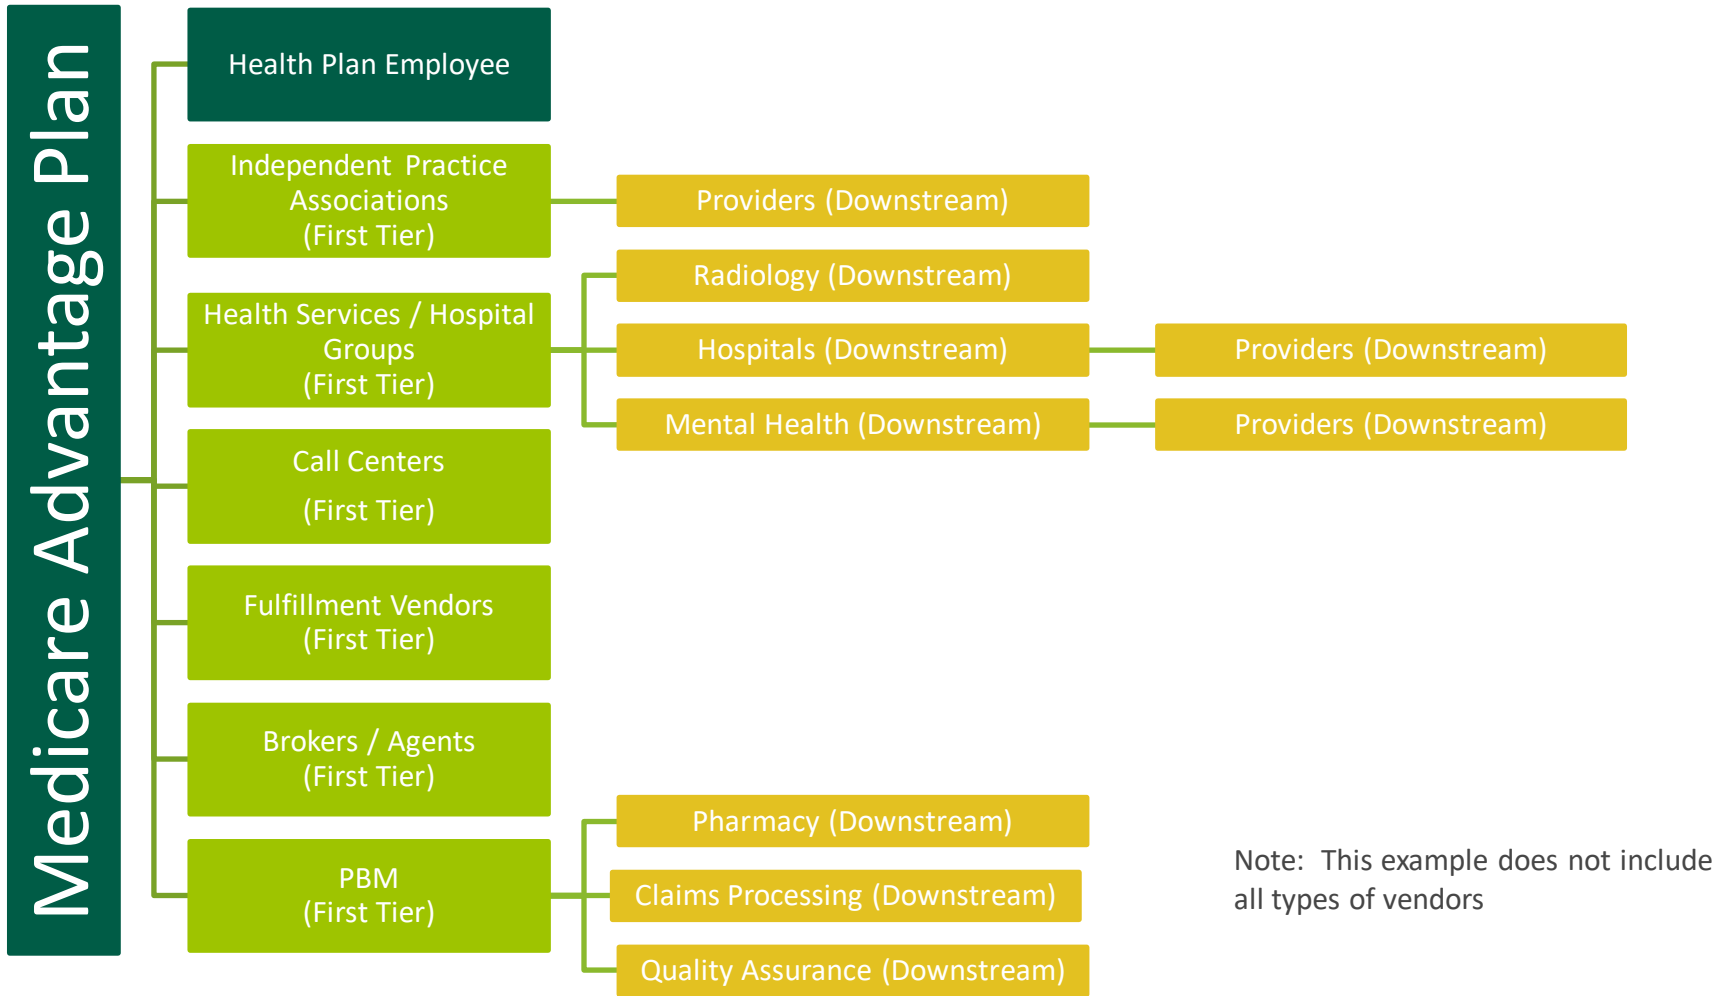 Medicare Advantage Plan
Health Plan Employee
Independent Practice
Associations
(First Tier)
Providers (Downstream)
Health Services / Hospital
Groups
(First Tier)
Radiology (Downstream)
Hospitals (Downstream)
Providers (Downstream)
Mental Health (Downstream)
Providers (Downstream)
Call Centers
(First Tier)
Fulfillment Vendors
(First Tier)
Brokers / Agents
(First Tier)
PBM
(First Tier)
Pharmacy (Downstream)
Claims Processing (Downstream)
Quality Assurance (Downstream)
Note: This example does not include
all types of vendors